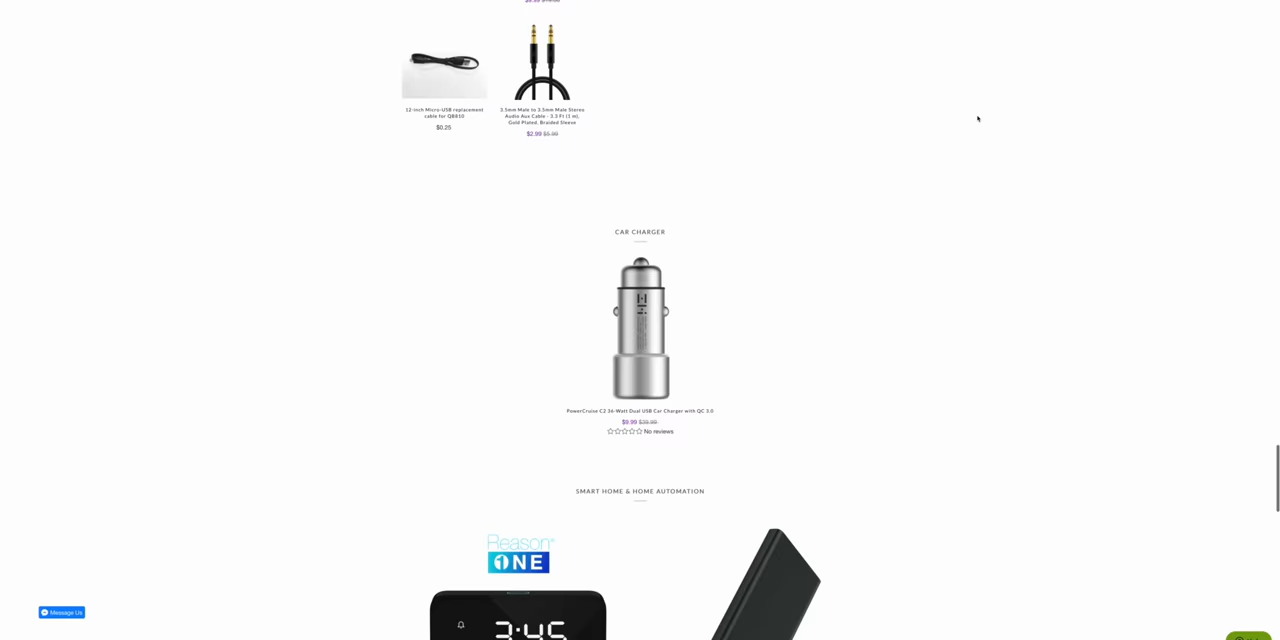 12-inch Micro-USB replacement
cable for QB810
$0.25
3.5mm Male to 3.5mm Male Stereo
Audio Aux Cable - 3.3 Ft (1 m),
Gold Plated, Braided Sleeve
$2.99 $5.99
CAR CHARGER
PowerCruise C2 36-Watt Dual USB Car Charger with QC 3.0
$9.99 $39.99
No reviews
SMART HOME & HOME AUTOMATION
Reason®
ONE
3:45
Message Us